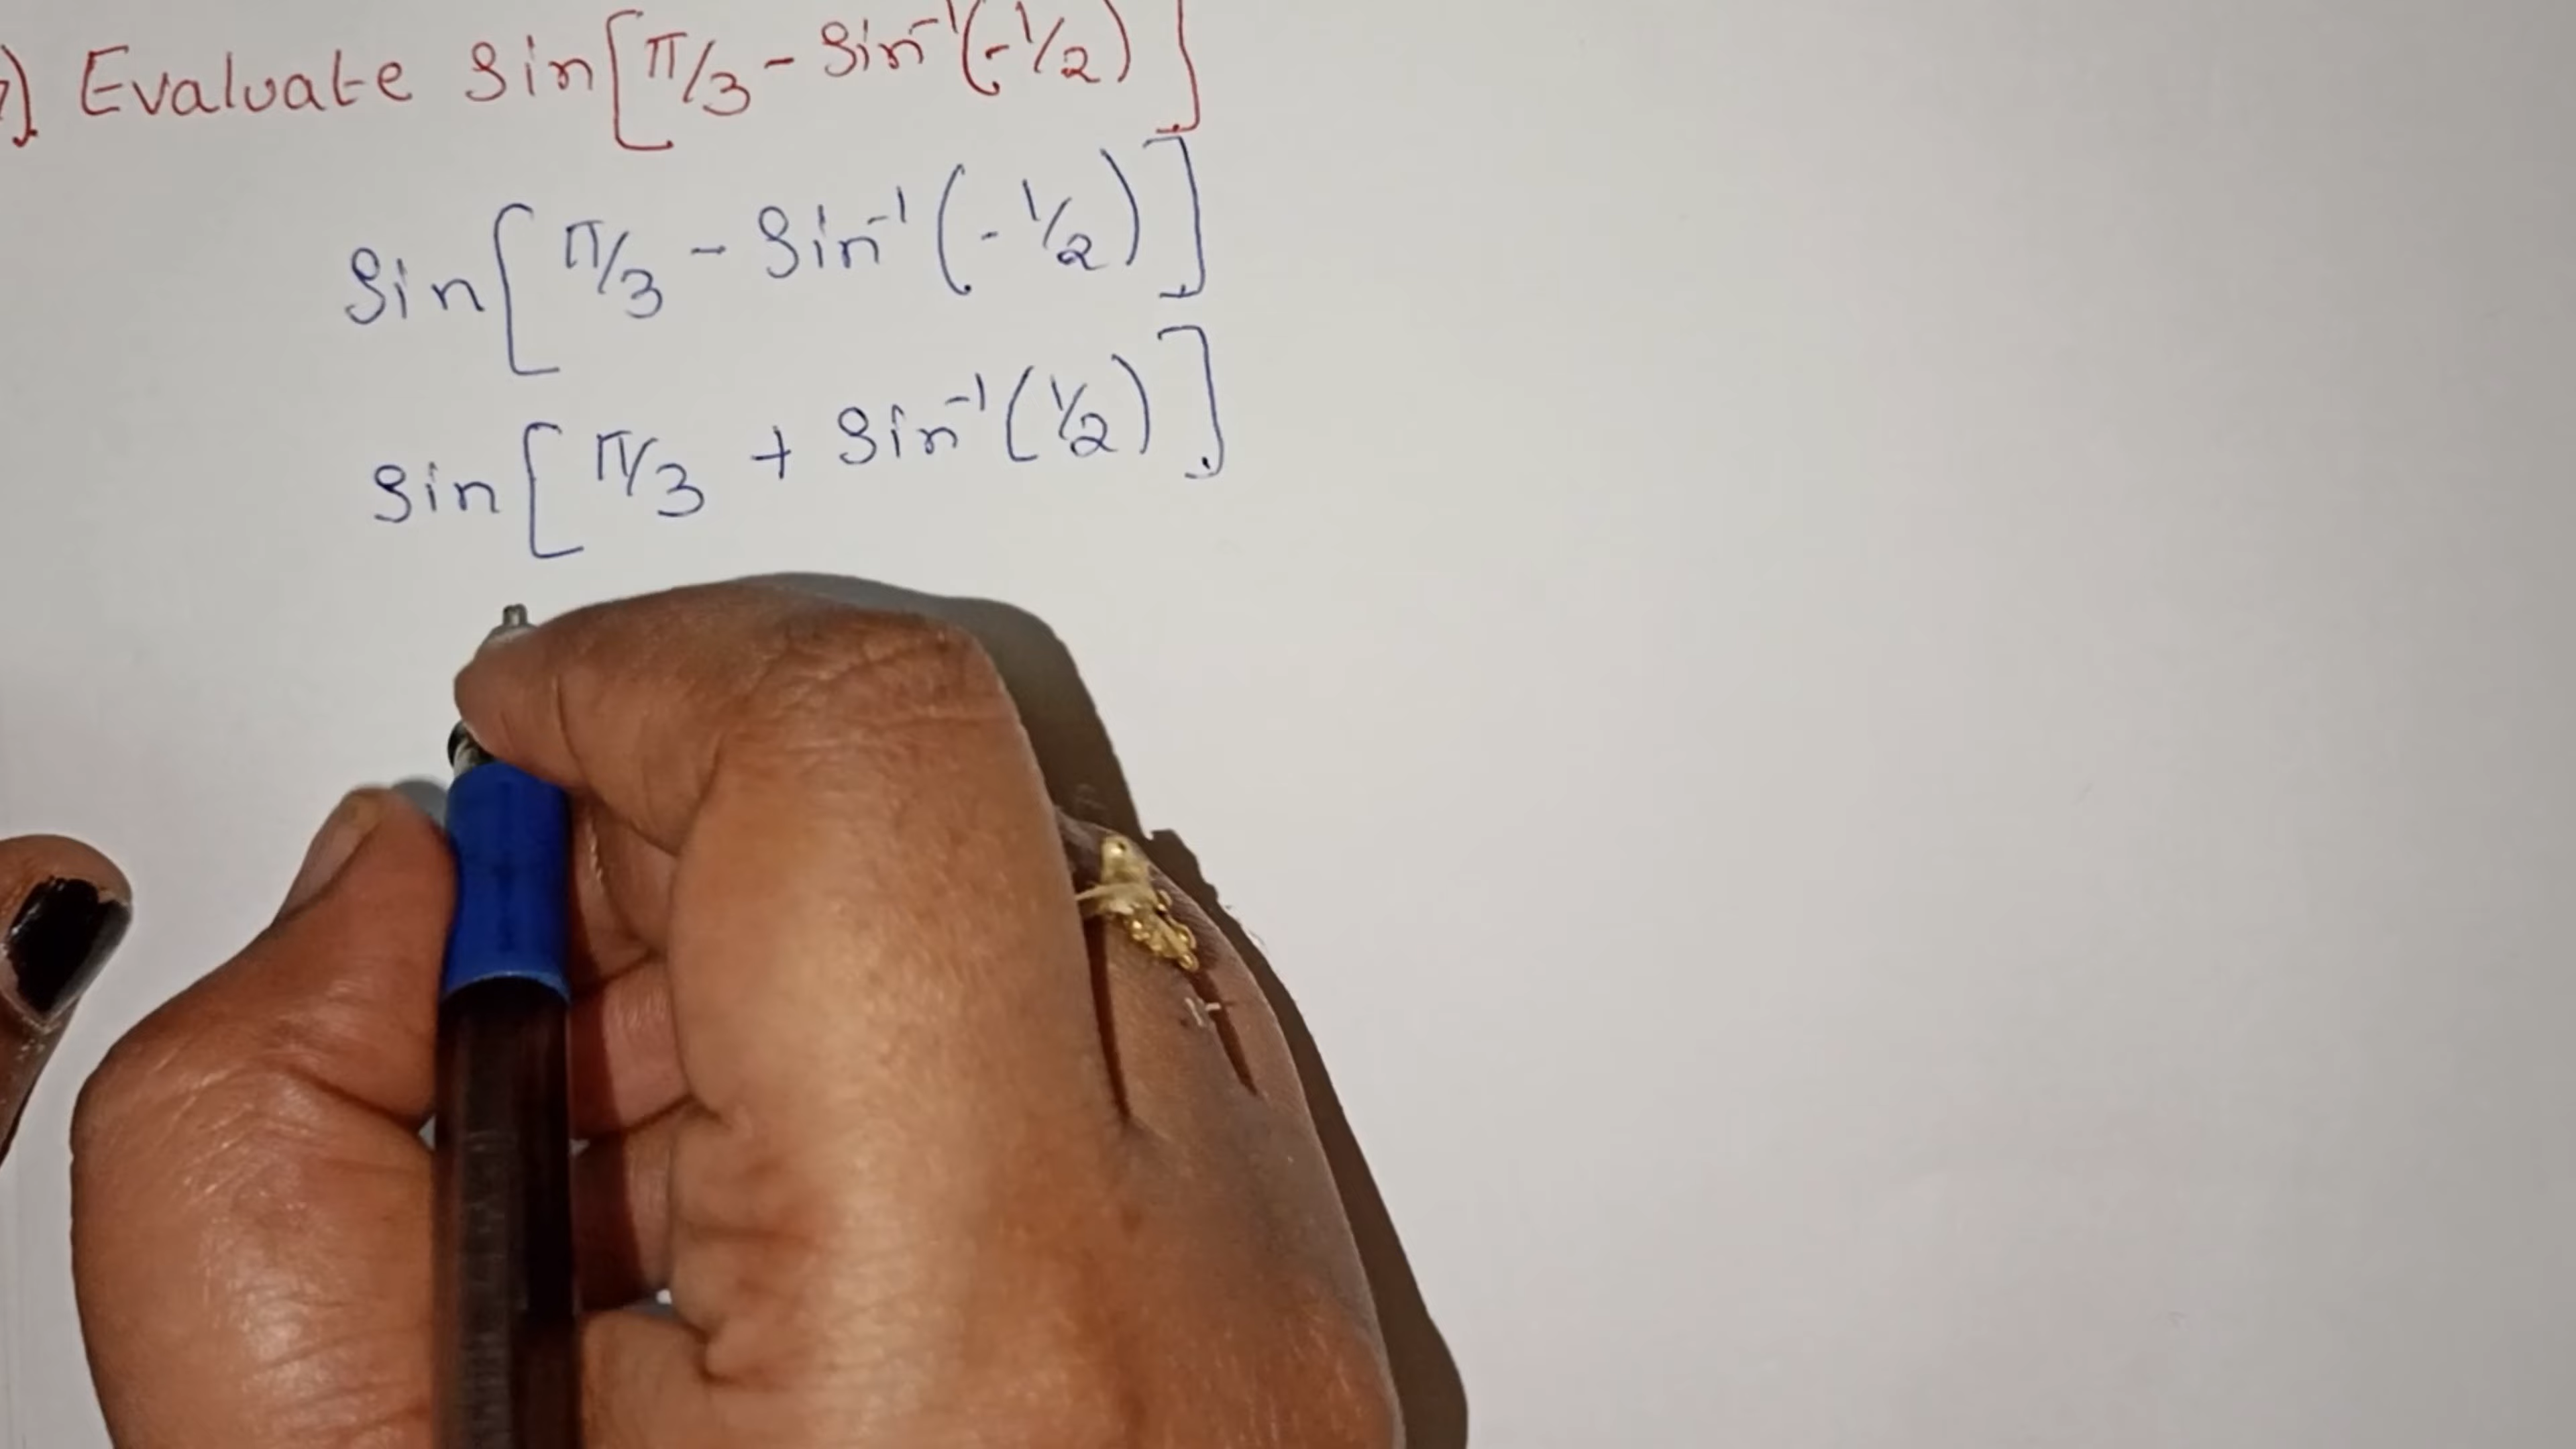 ). Evaluate Sin[π/3 - Sin⁻¹(-1/2)]
Sin[π/3 - Sin⁻¹(-1/2)]
Sin[π/3 + Sin⁻¹(1/2)]